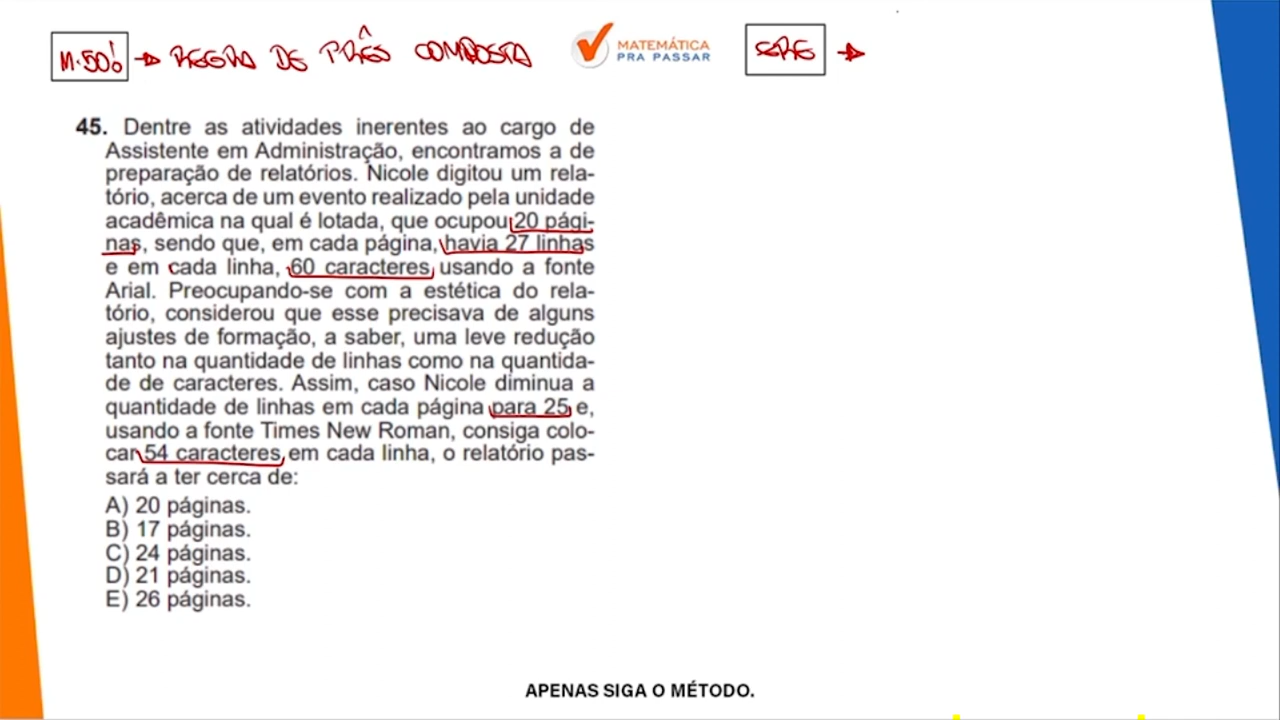 M.50! → REGRA DE TRÊS COMPOSTA
MATEMÁTICA
PRA PASSAR
45. Dentre as atividades inerentes ao cargo de
Assistente em Administração, encontramos a de
preparação de relatórios. Nicole digitou um rela-
tório, acerca de um evento realizado pela unidade
acadêmica na qual é lotada, que ocupou 20 pági-
nas, sendo que, em cada página, havia 27 linhas
e em cada linha, 60 caracteres, usando a fonte
Arial. Preocupando-se com a estética do rela-
tório, considerou que esse precisava de alguns
ajustes de formação, a saber, uma leve redução
tanto na quantidade de linhas como na quantida-
de de caracteres. Assim, caso Nicole diminua a
quantidade de linhas em cada página para 25 e,
usando a fonte Times New Roman, consiga colo-
car 54 caracteres em cada linha, o relatório pas-
sará a ter cerca de:
A) 20 páginas.
B) 17 páginas.
C) 24 páginas.
D) 21 páginas.
E) 26 páginas.
APENAS SIGA O MÉTODO.